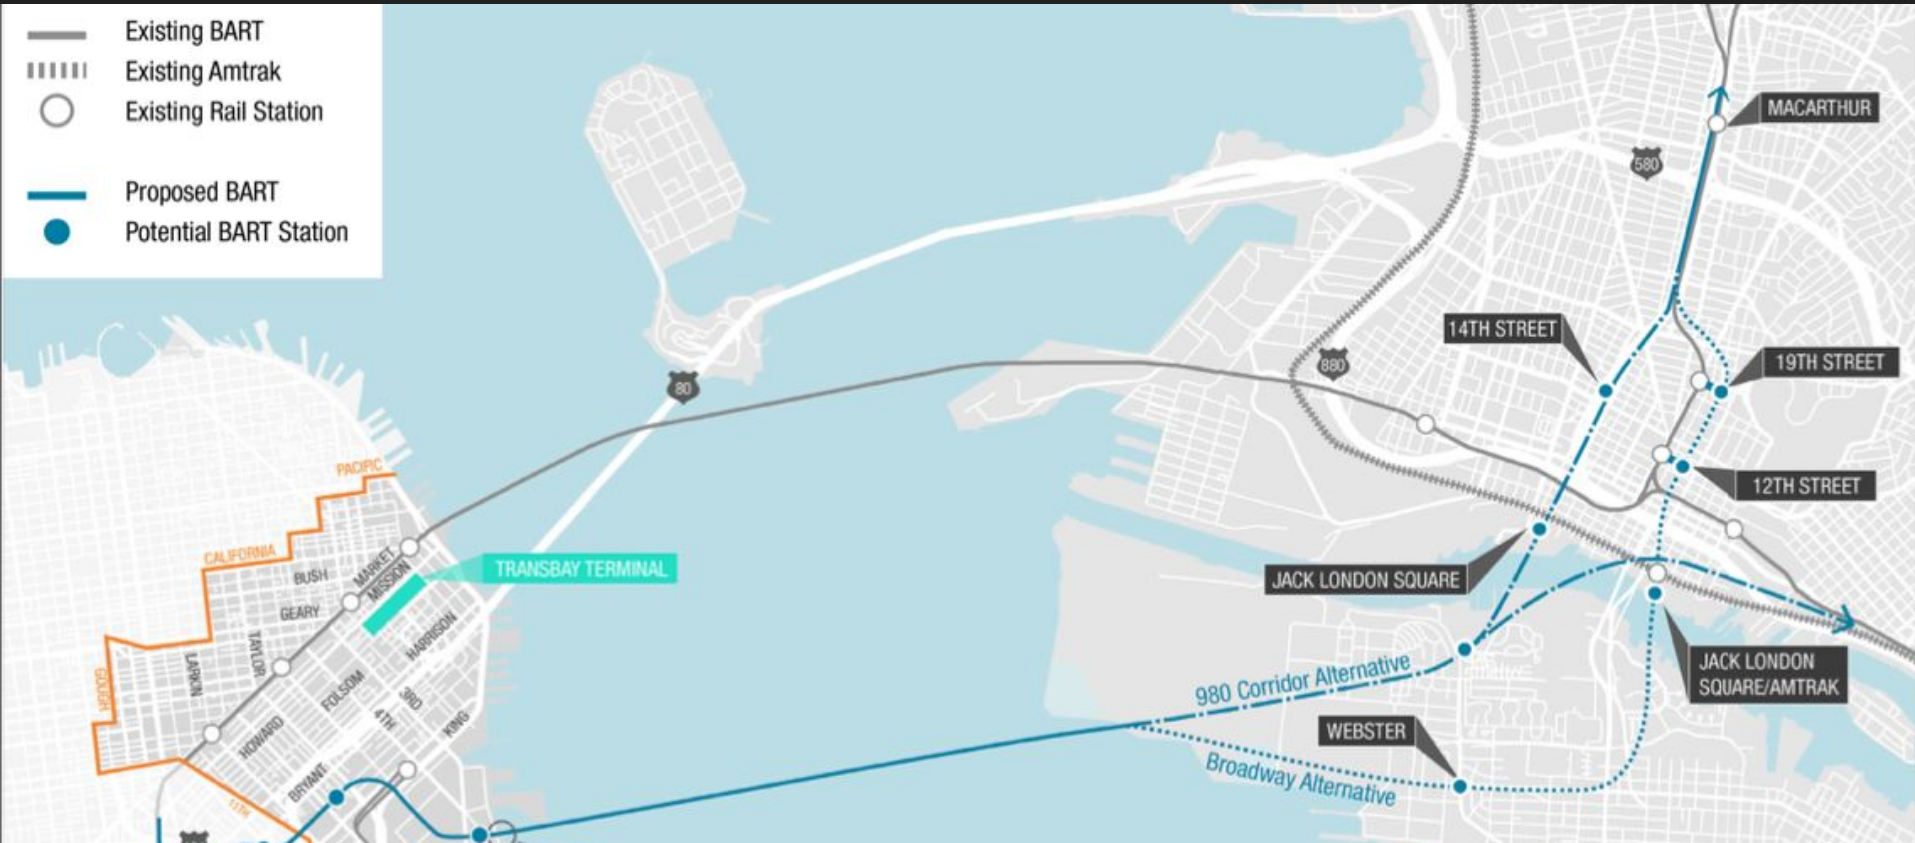 Existing BART
Existing Amtrak
Existing Rail Station
Proposed BART
Potential BART Station
MACARTHUR
580
14TH STREET
19TH STREET
880
80
12TH STREET
PACIFIC
CALIFORNIA
BUSH
MARKET
MISSION
TRANSBAY TERMINAL
JACK LONDON SQUARE
GEARY
TAYLOR
LARKIN
HARRISON
GOUGH
FOLSOM
3RD
4TH
KING
HOWARD
BRYANT
11TH
980 Corridor Alternative
JACK LONDON
SQUARE/AMTRAK
WEBSTER
Broadway Alternative